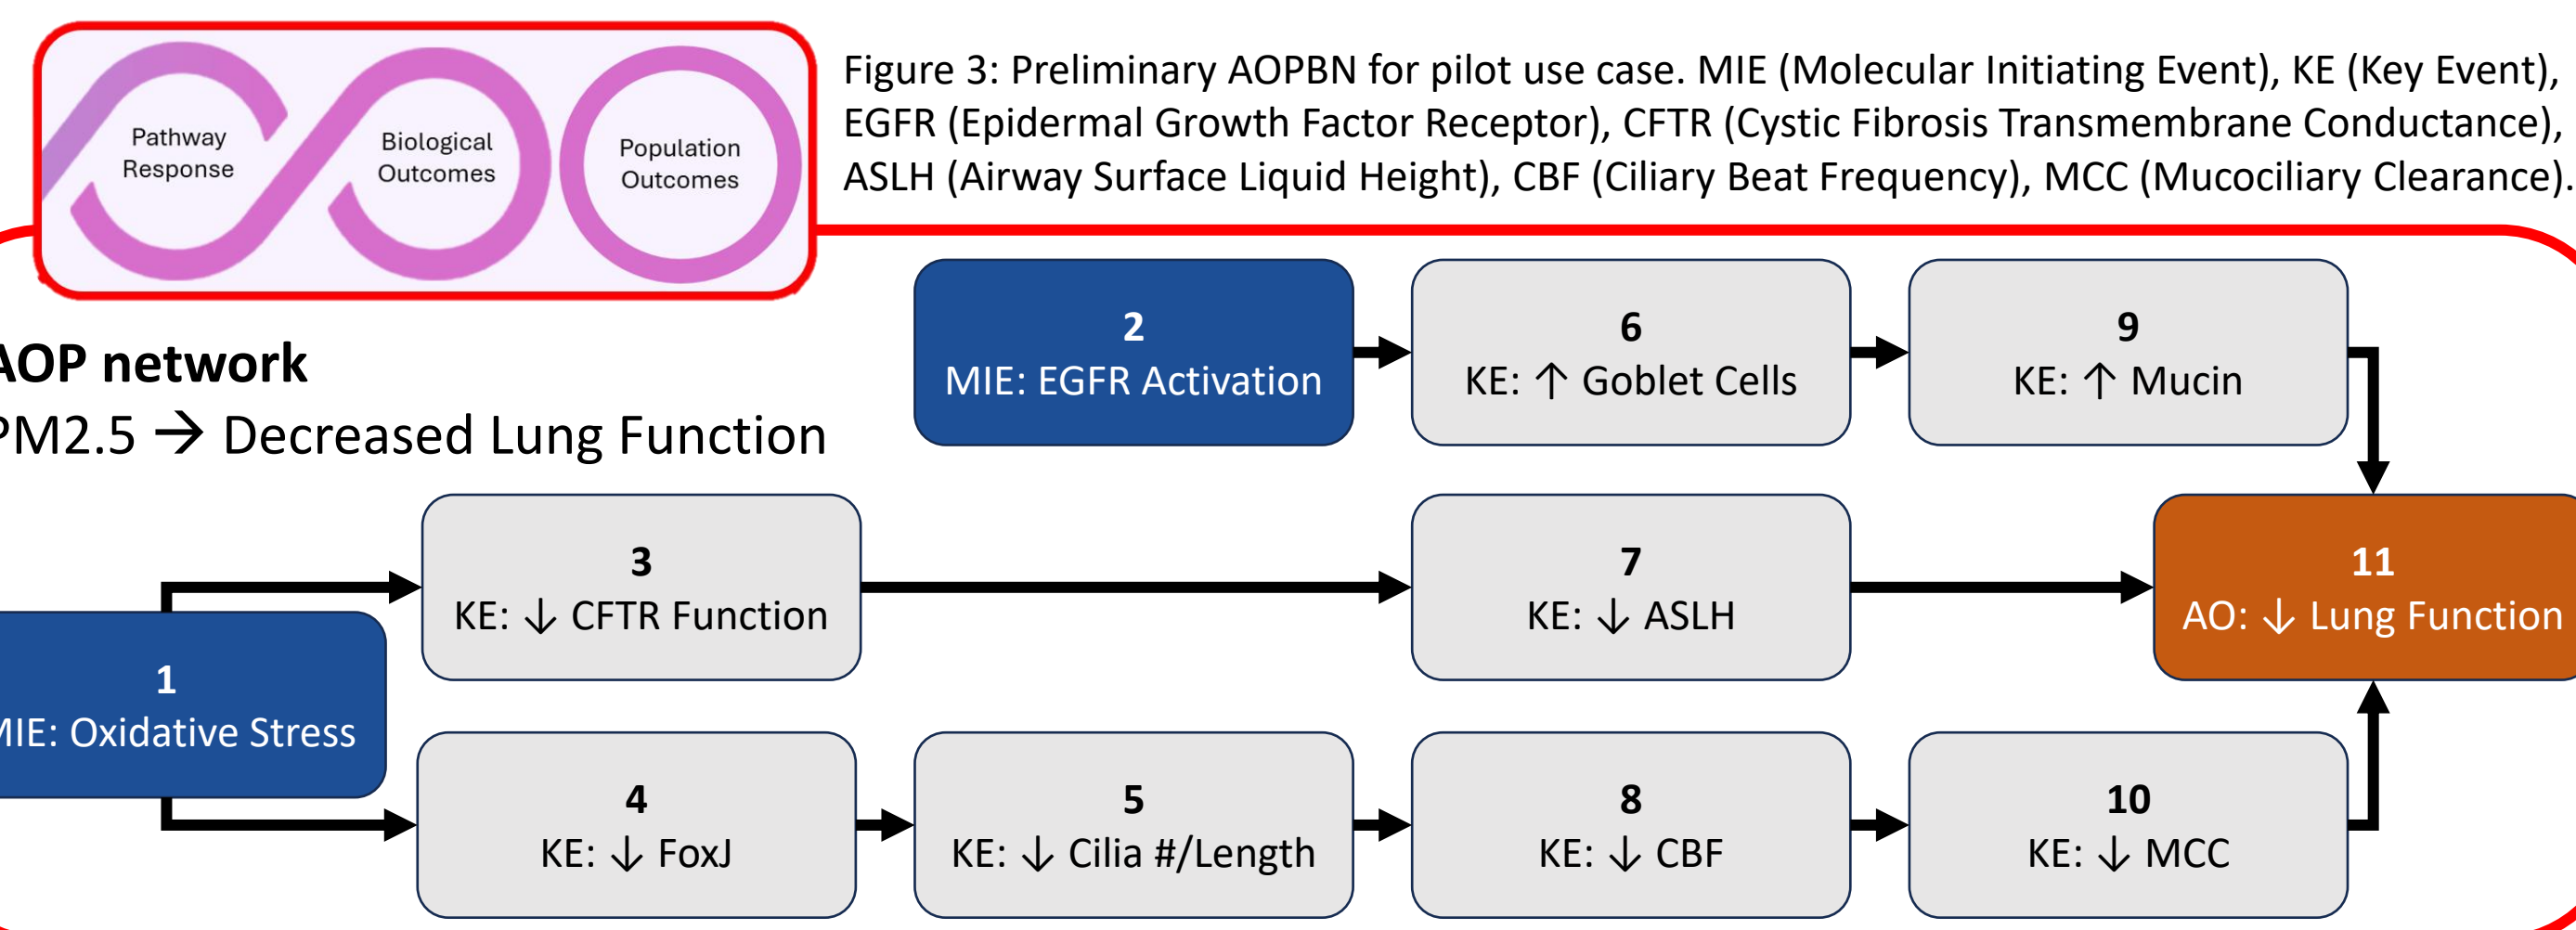 Pathway
Response
Biological
Outcomes
Population
Outcomes
Figure 3: Preliminary AOPBN for pilot use case. MIE (Molecular Initiating Event), KE (Key Event),
EGFR (Epidermal Growth Factor Receptor), CFTR (Cystic Fibrosis Transmembrane Conductance),
ASLH (Airway Surface Liquid Height), CBF (Ciliary Beat Frequency), MCC (Mucociliary Clearance).
AOP network
PM2.5 → Decreased Lung Function
2
MIE: EGFR Activation
6
KE: ↑ Goblet Cells
9
KE: ↑ Mucin
3
KE: ↓ CFTR Function
7
KE: ↓ ASLH
11
AO: ↓ Lung Function
1
MIE: Oxidative Stress
4
KE: ↓ FoxJ
5
KE: ↓ Cilia #/Length
8
KE: ↓ CBF
10
KE: ↓ MCC